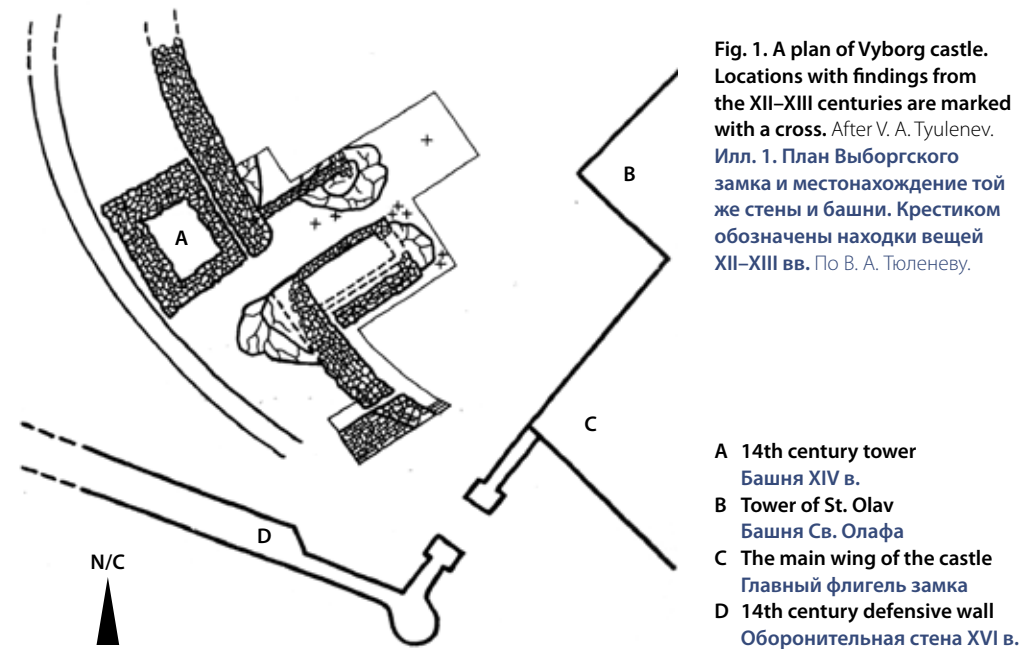 Fig. 1. A plan of Vyborg castle.
Locations with findings from
the XII–XIII centuries are marked
with a cross. After V. A. Tyulenev.
Илл. 1. План Выборгского
замка и местонахождение той
же стены и башни. Крестиком
обозначены находки вещей
XII–XIII вв. По В. А. Тюленеву.
A
B
C
D
N/C
A 14th century tower
Башня XIV в.
B Tower of St. Olav
Башня Св. Олафа
C The main wing of the castle
Главный флигель замка
D 14th century defensive wall
Оборонительная стена XVI в.